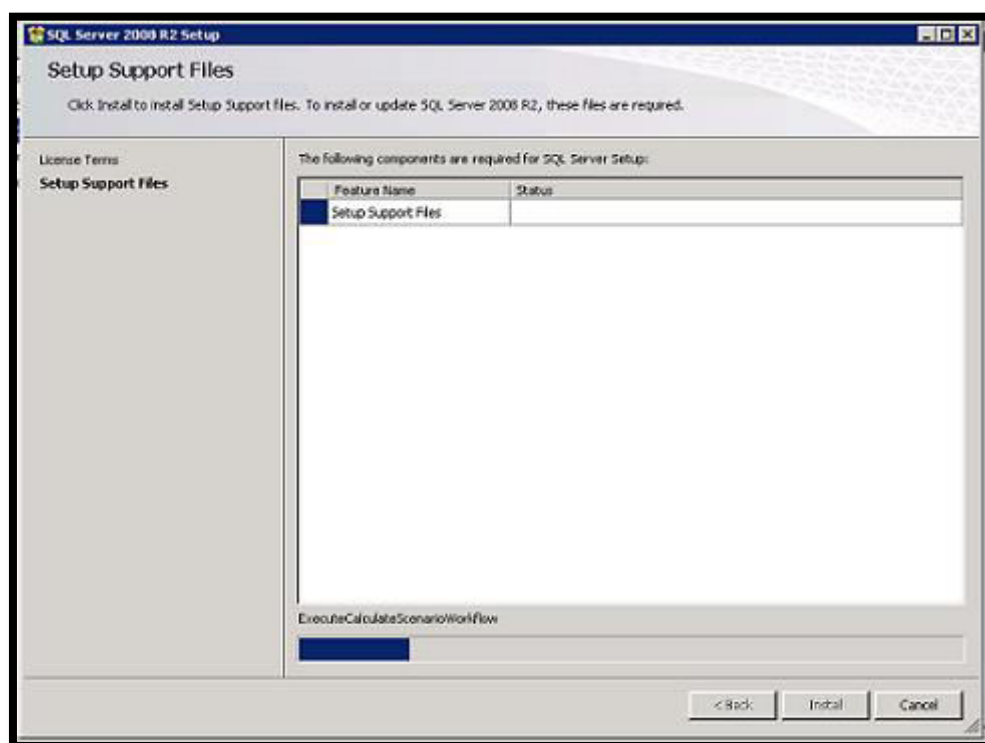 SQL Server 2008 R2 Setup
Setup Support Files
Click Install to install Setup Support files. To install or update SQL Server 2008 R2, these files are required.
License Terms
Setup Support Files
The following components are required for SQL Server Setup:
Feature Name Status
Setup Support Files
ExecuteCalculateScenarioWorkflow
< Back Install Cancel